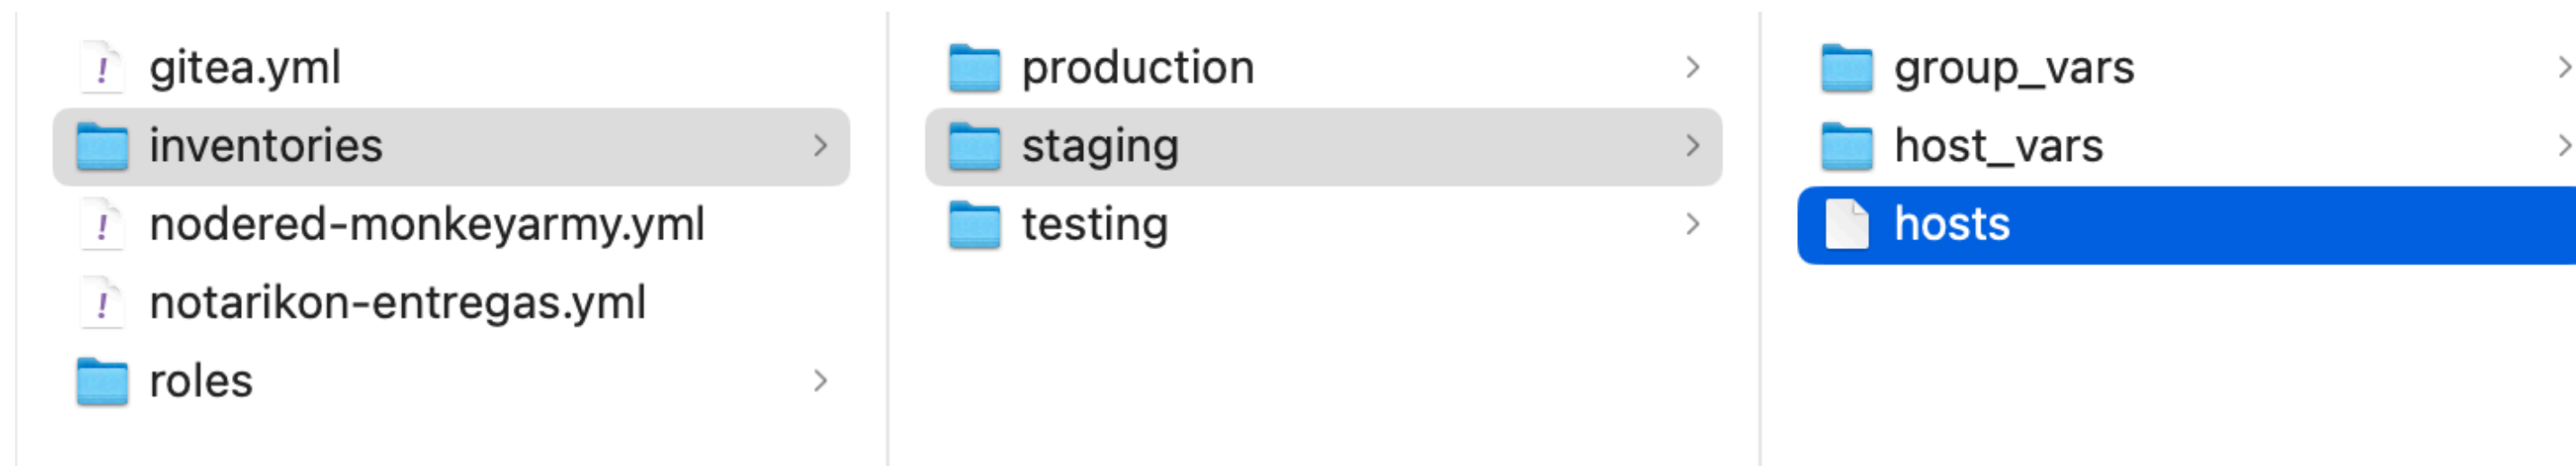 gitea.yml
inventories
nodered-monkeyarmy.yml
notarikon-entregas.yml
roles
production
staging
testing
group_vars
host_vars
hosts